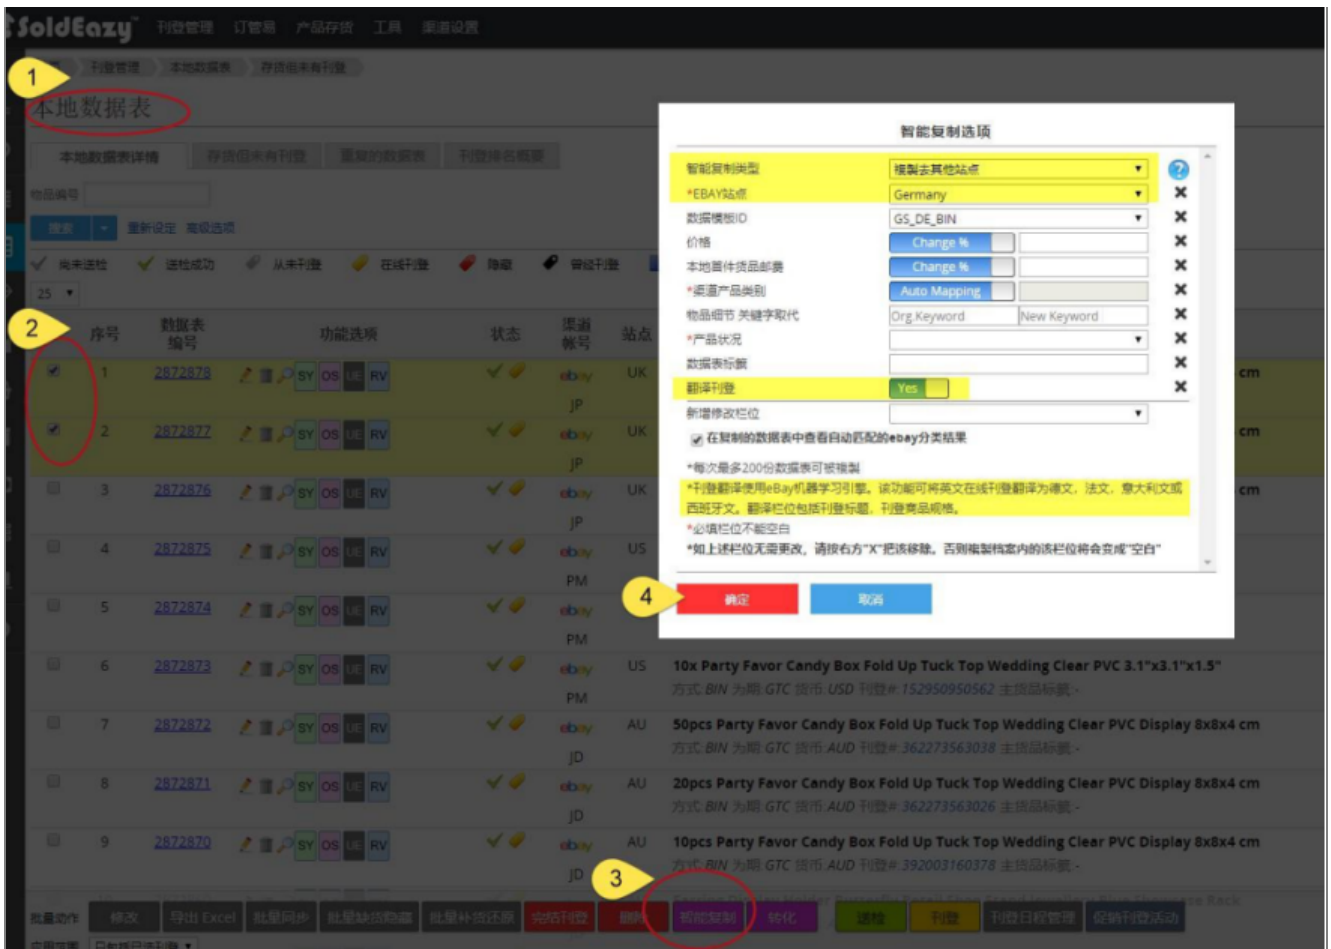 SoldEazy 刊登管理 订管易 产品存货 工具 渠道设置
刊登管理 本地数据表 存货但未有刊登
1
本地数据表
本地数据表详情 存货但未有刊登 重复的数据表 刊登排名概要
物品编号
搜索 重新设定 高级选项
尚未送检 送检成功 从未刊登 在线刊登 隐藏 曾经刊登
25
2
序号 数据表编号 功能选项 状态 渠道帐号 站点
1 2872878 SY OS UE RV ebay UK cm
JP
2 2872877 SY OS UE RV ebay UK cm
JP
3 2872876 SY OS UE RV ebay UK cm
JP
4 2872875 SY OS UE RV ebay US
PM
5 2872874 SY OS UE RV ebay
PM
6 2872873 SY OS UE RV ebay US 10x Party Favor Candy Box Fold Up Tuck Top Wedding Clear PVC 3.1"x3.1"x1.5"
PM 方式:BIN 为期:GTC 货币:USD 刊登#:152950950562 主货品标籤:-
7 2872872 SY OS UE RV ebay AU 50pcs Party Favor Candy Box Fold Up Tuck Top Wedding Clear PVC Display 8x8x4 cm
JD 方式:BIN 为期:GTC 货币:AUD 刊登#:362273563038 主货品标籤:-
8 2872871 SY OS UE RV ebay AU 20pcs Party Favor Candy Box Fold Up Tuck Top Wedding Clear PVC Display 8x8x4 cm
JD 方式:BIN 为期:GTC 货币:AUD 刊登#:362273563026 主货品标籤:-
9 2872870 SY OS UE RV ebay AU 10pcs Party Favor Candy Box Fold Up Tuck Top Wedding Clear PVC Display 8x8x4 cm
JD 方式:BIN 为期:GTC 货币:AUD 刊登#:392003160378 主货品标籤:-
3
批量动作 修改 导出 Excel 批量同步 批量缺货隐藏 批量补货还原 完结刊登 删除 智能复制 转化 送检 刊登 刊登日程管理 促销刊登活动
智能复制选项
智能复制类型 複製去其他站点
*EBAY站点 Germany
数据模板ID GS_DE_BIN
价格 Change %
本地首件货品邮费 Change %
*渠道产品类别 Auto Mapping
物品细节 关键字取代 Org.Keyword New Keyword
*产品状况
数据表标籤
翻译刊登 Yes
新增修改栏位
在复制的数据表中查看自动匹配的ebay分类结果
*每次最多200份数据表可被複製
*刊登翻译使用eBay机器学习引擎。该功能可将英文在线刊登翻译为德文，法文，意大利文或
西班牙文。翻译栏位包括刊登标题，刊登商品规格。
*必填栏位不能空白
*如上述栏位无需更改，请按右方"X"把该移除。否则複製档案内的该栏位将会变成"空白"
4
确定 取消